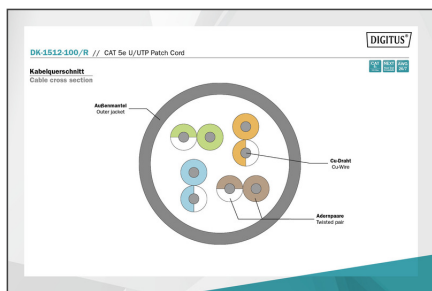 DIGITUS®
DK-1512-100/R // CAT 5e U/UTP Patch Cord
Kabelquerschnitt
Cable cross section
Außenmantel
Outer jacket
Cu-Draht
Cu-Wire
Adernpaare
Twisted pair